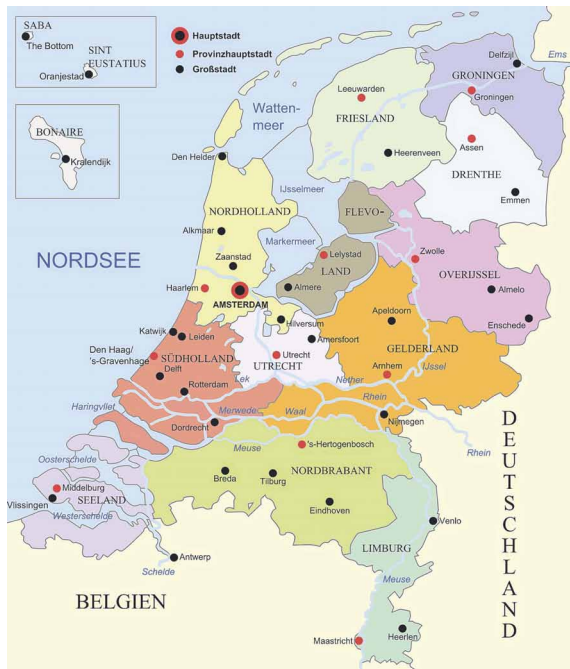 SABA
The Bottom
SINT
EUSTATIUS
Oranjestad
BONAIRE
Kralendijk
Hauptstadt
Provinzhauptstadt
Großstadt
Delfzijl
Ems
GRONINGEN
Groningen
Leeuwarden
FRIESLAND
Watten-
meer
Assen
Heerenveen
DRENTHE
Den Helder
IJsselmeer
Emmen
NORDHOLLAND
FLEVO-
Alkmaar
Markermeer
Zaanstad
Lelystad
Zwolle
NORDSEE
LAND
OVERIJSSEL
Haarlem
Almere
Almelo
AMSTERDAM
Apeldoorn
Hilversum
Enschede
Katwijk
Leiden
Amersfoort
GELDERLAND
Den Haag/
's-Gravenhage
SÜDHOLLAND
Utrecht
UTRECHT
IJssel
Delft
Arnhem
Rotterdam
Lek
Nether
Rhein
Haringvliet
Merwede
Waal
Dordrecht
Nijmegen
Meuse
's-Hertogenbosch
Rhein
Oosterschelde
NORDBRABANT
Breda
Tilburg
Middelburg
SEELAND
Vlissingen
Eindhoven
Westerschelde
Venlo
LIMBURG
Antwerp
Schelde
Meuse
BELGIEN
Heerlen
Maastricht
DEUTSCHLAND